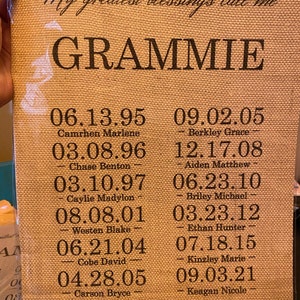 My greatest blessings call me
GRAMMIE
06.13.95 09.02.05
Camrhen Marlene – Berkley Grace –
03.08.96 12.17.08
– Chase Benton – – Aiden Matthew –
03.10.97 06.23.10
Caylie Madylon Briley Michael
08.08.01 03.23.12
– Westen Blake – – Ethan Hunter –
06.21.04 07.18.15
– Cobe David – – Kinzley Marie –
04.28.05 09.03.21
– Carson Bryce – – Keagan Nicole –